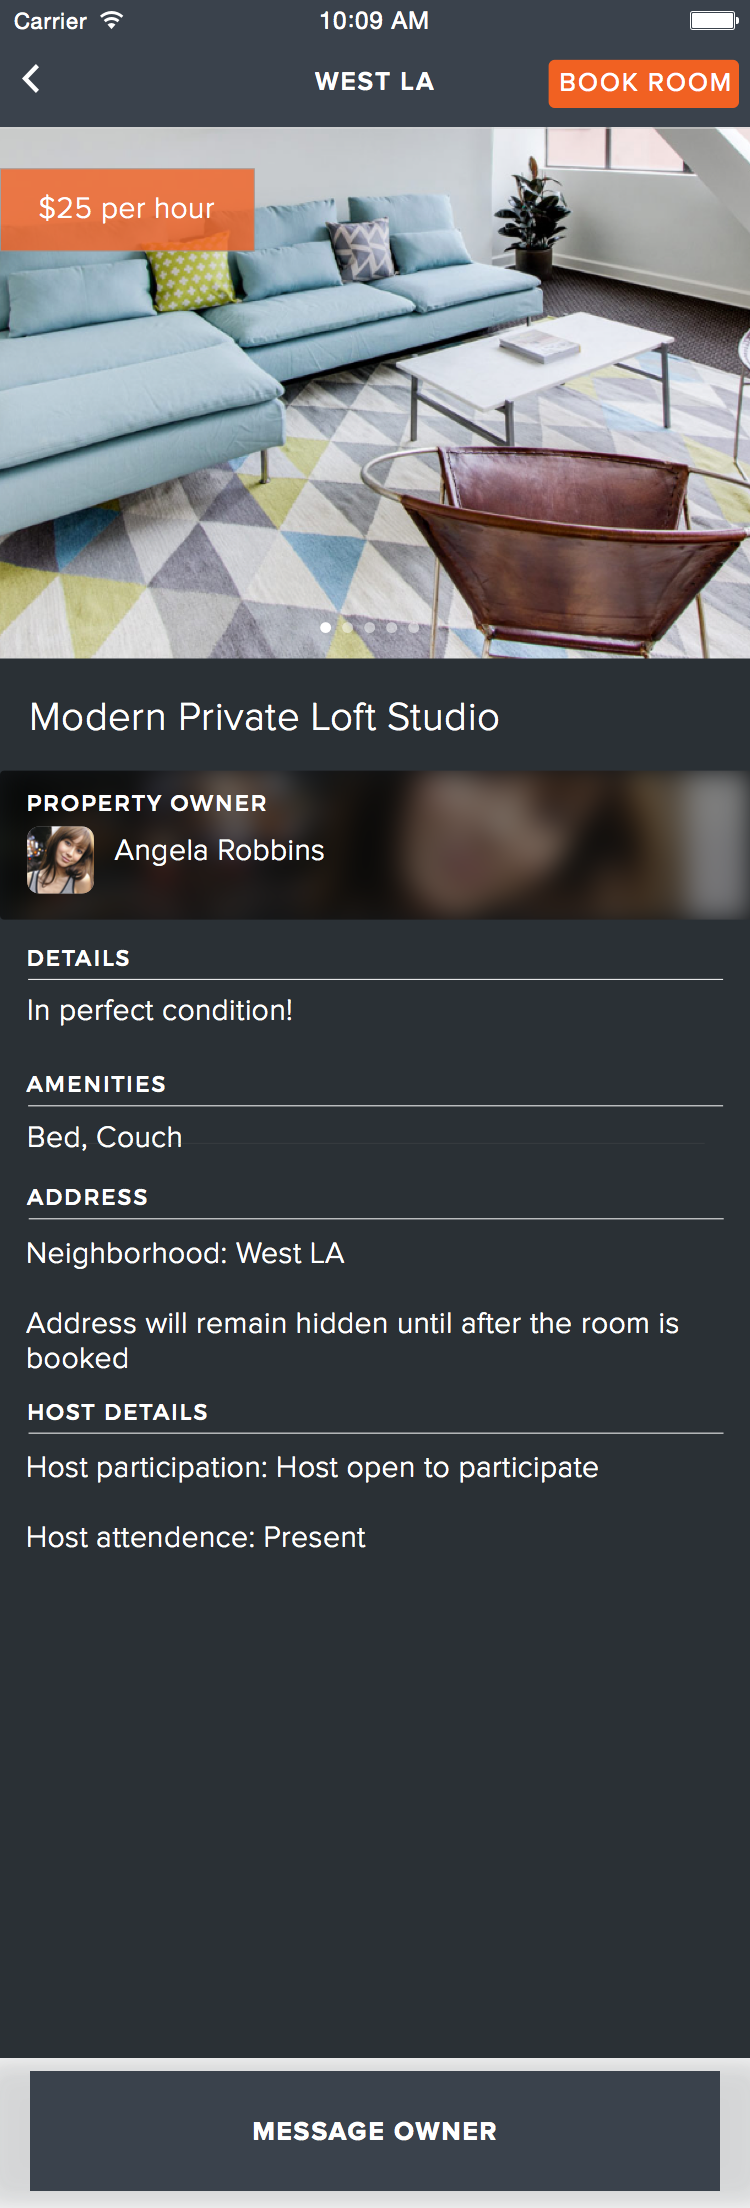 Carrier 10:09 AM
WEST LA
BOOK ROOM
$25 per hour
Modern Private Loft Studio
PROPERTY OWNER
Angela Robbins
DETAILS
In perfect condition!
AMENITIES
Bed, Couch
ADDRESS
Neighborhood: West LA
Address will remain hidden until after the room is
booked
HOST DETAILS
Host participation: Host open to participate
Host attendence: Present
MESSAGE OWNER